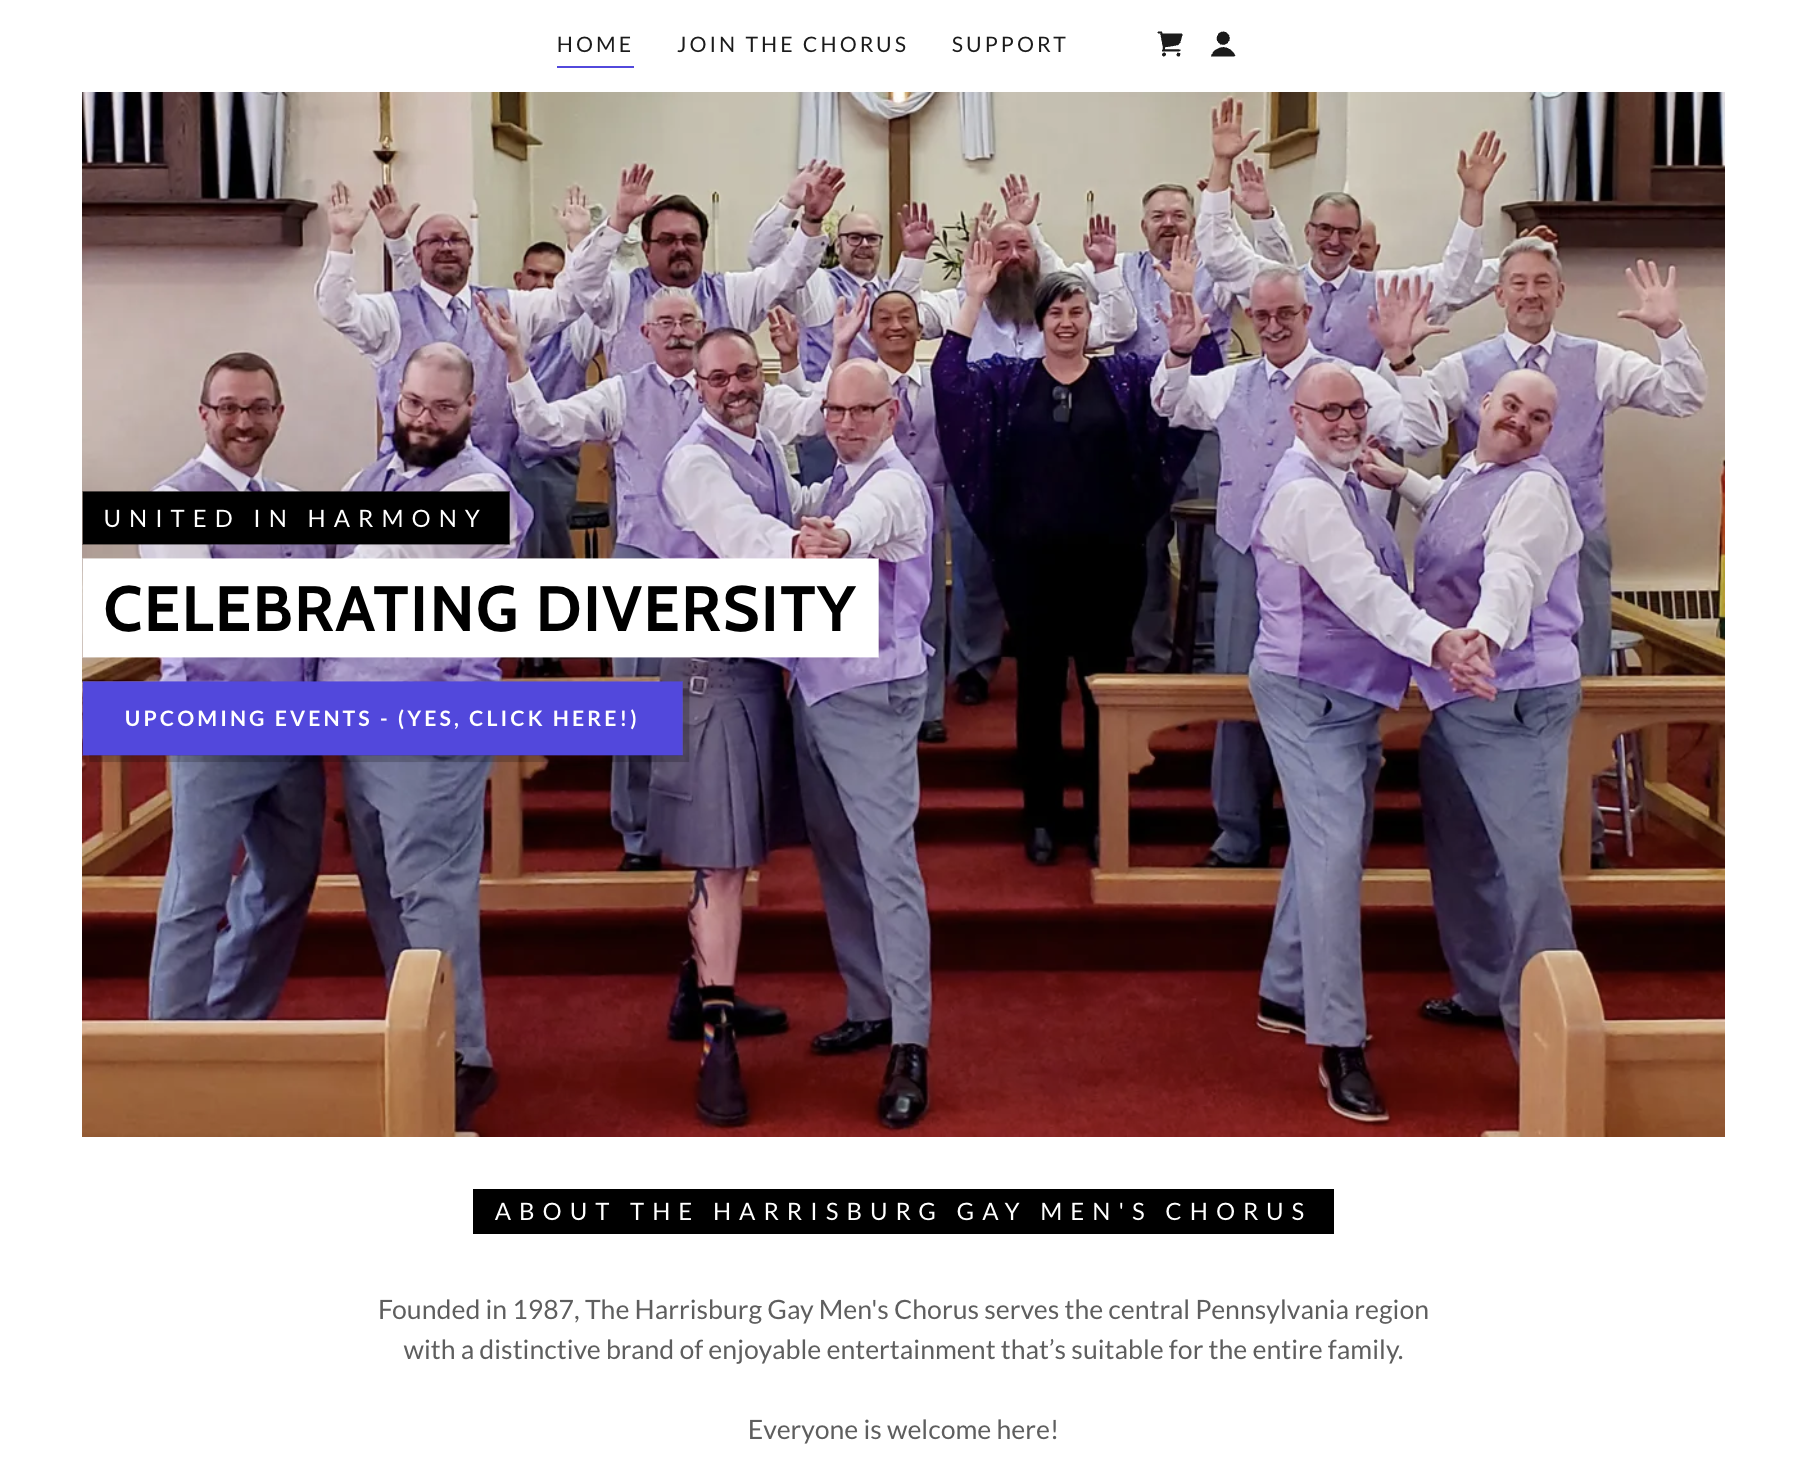 HOME JOIN THE CHORUS SUPPORT
UNITED IN HARMONY
CELEBRATING DIVERSITY
UPCOMING EVENTS - (YES, CLICK HERE!)
ABOUT THE HARRISBURG GAY MEN'S CHORUS
Founded in 1987, The Harrisburg Gay Men's Chorus serves the central Pennsylvania region
with a distinctive brand of enjoyable entertainment that’s suitable for the entire family.
Everyone is welcome here!